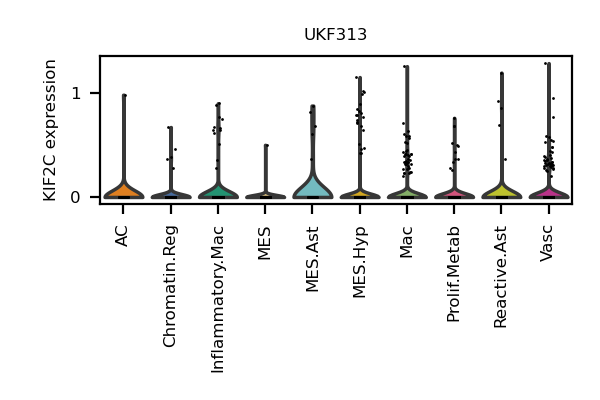 UKF313
KIF2C expression
1
0
AC
Chromatin.Reg
Inflammatory.Mac
MES
MES.Ast
MES.Hyp
Mac
Prolif.Metab
Reactive.Ast
Vasc